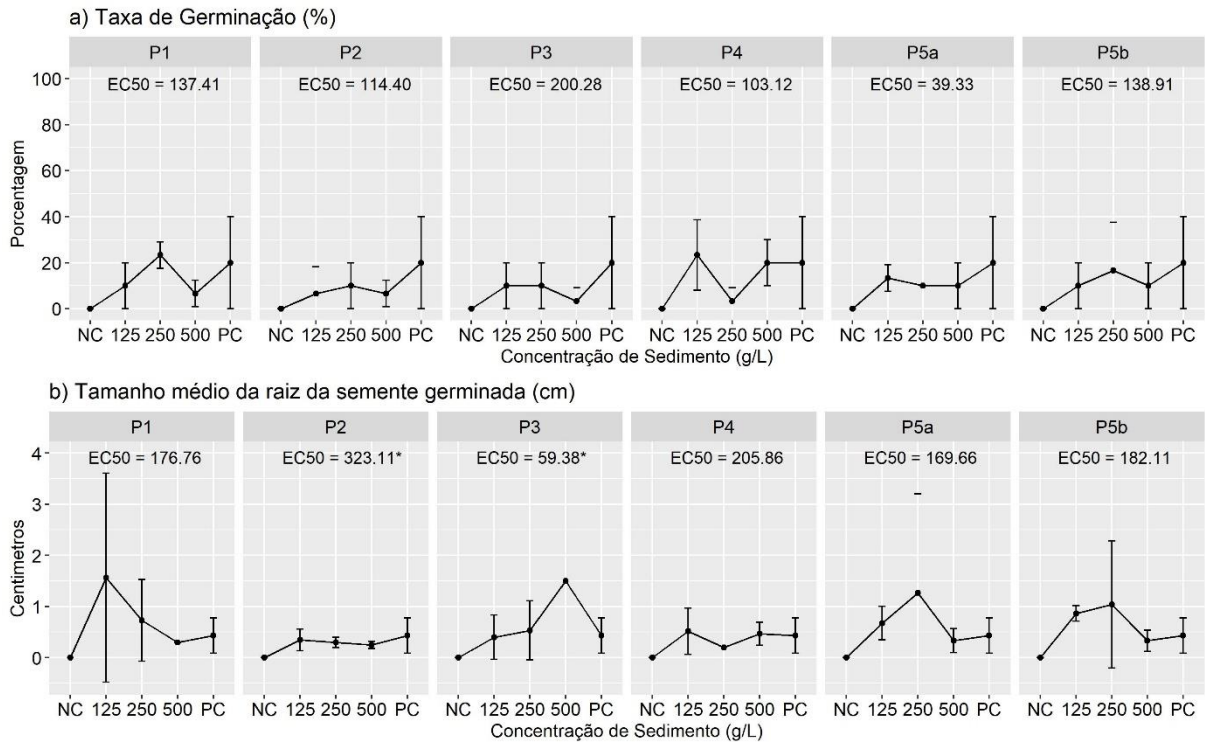 a) Taxa de Germinação (%)
P1 P2 P3 P4 P5a P5b
EC50 = 137.41 EC50 = 114.40 EC50 = 200.28 EC50 = 103.12 EC50 = 39.33 EC50 = 138.91
100
80
60
40
20
0
Porcentagem
NC 125 250 500 PC NC 125 250 500 PC NC 125 250 500 PC NC 125 250 500 PC NC 125 250 500 PC NC 125 250 500 PC
Concentração de Sedimento (g/L)
b) Tamanho médio da raiz da semente germinada (cm)
P1 P2 P3 P4 P5a P5b
EC50 = 176.76 EC50 = 323.11* EC50 = 59.38* EC50 = 205.86 EC50 = 169.66 EC50 = 182.11
4
3
2
1
0
Centimetros
NC 125 250 500 PC NC 125 250 500 PC NC 125 250 500 PC NC 125 250 500 PC NC 125 250 500 PC NC 125 250 500 PC
Concentração de Sedimento (g/L)